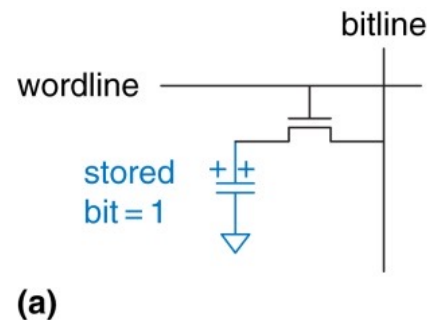 bitline
wordline
stored
bit = 1
+ +
(a)